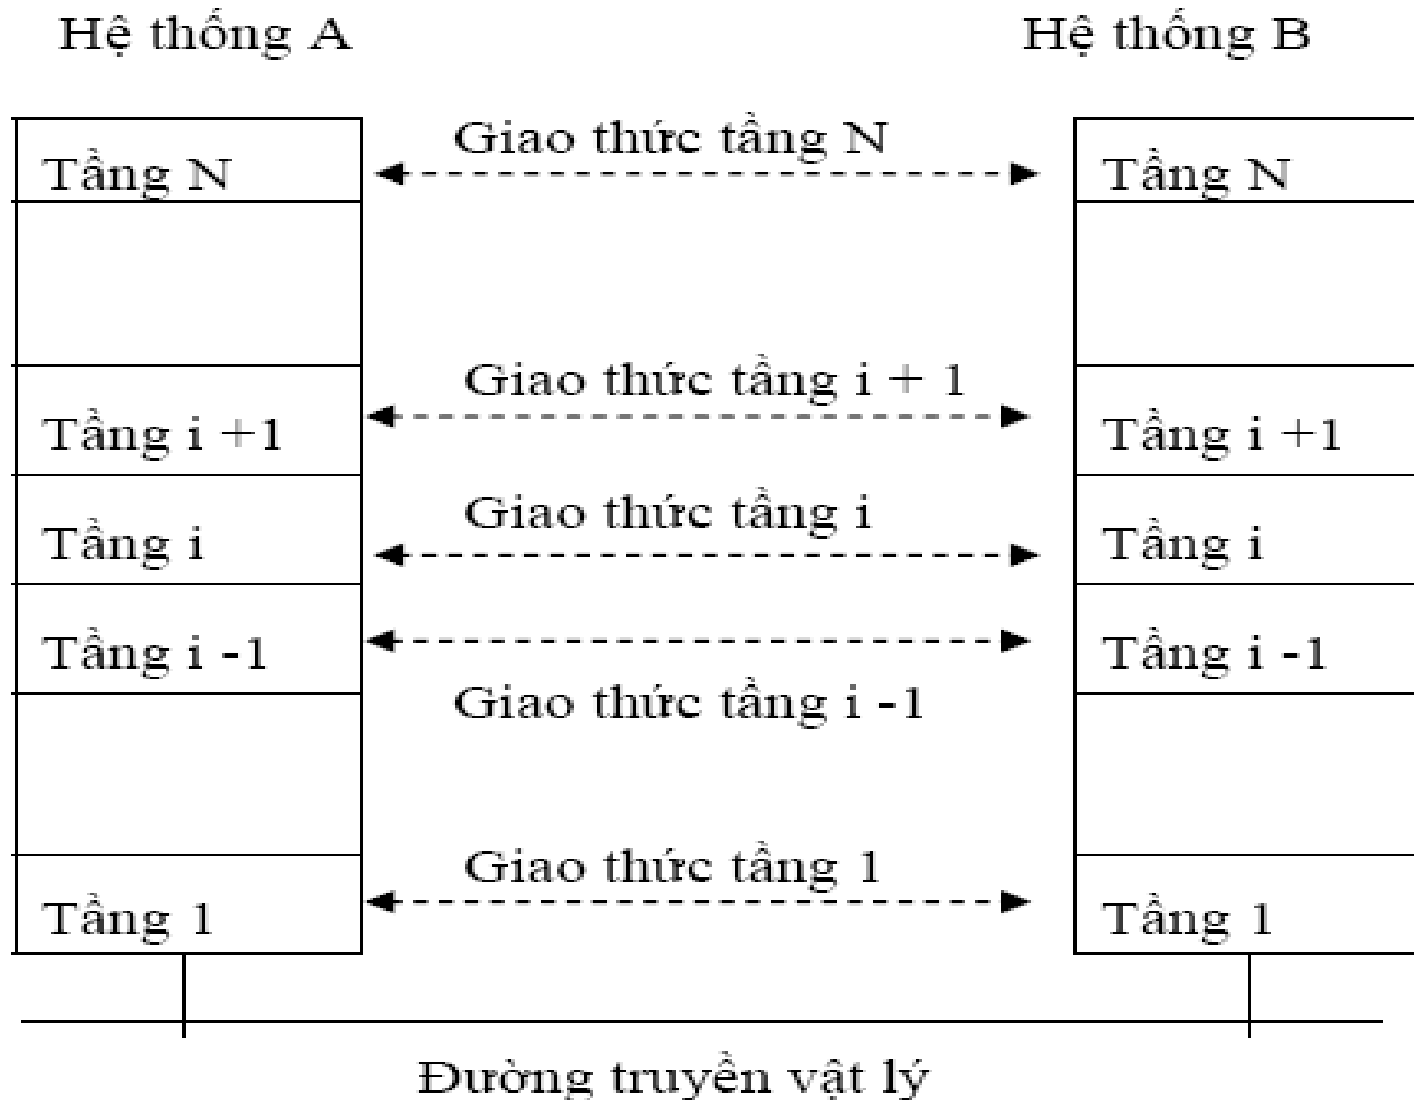 Hệ thống A
Hệ thống B
Giao thức tầng N
Tầng N
Tầng N
Giao thức tầng i + 1
Tầng i +1
Tầng i +1
Giao thức tầng i
Tầng i
Tầng i
Tầng i -1
Tầng i -1
Giao thức tầng i -1
Giao thức tầng 1
Tầng 1
Tầng 1
Đường truyền vật lý